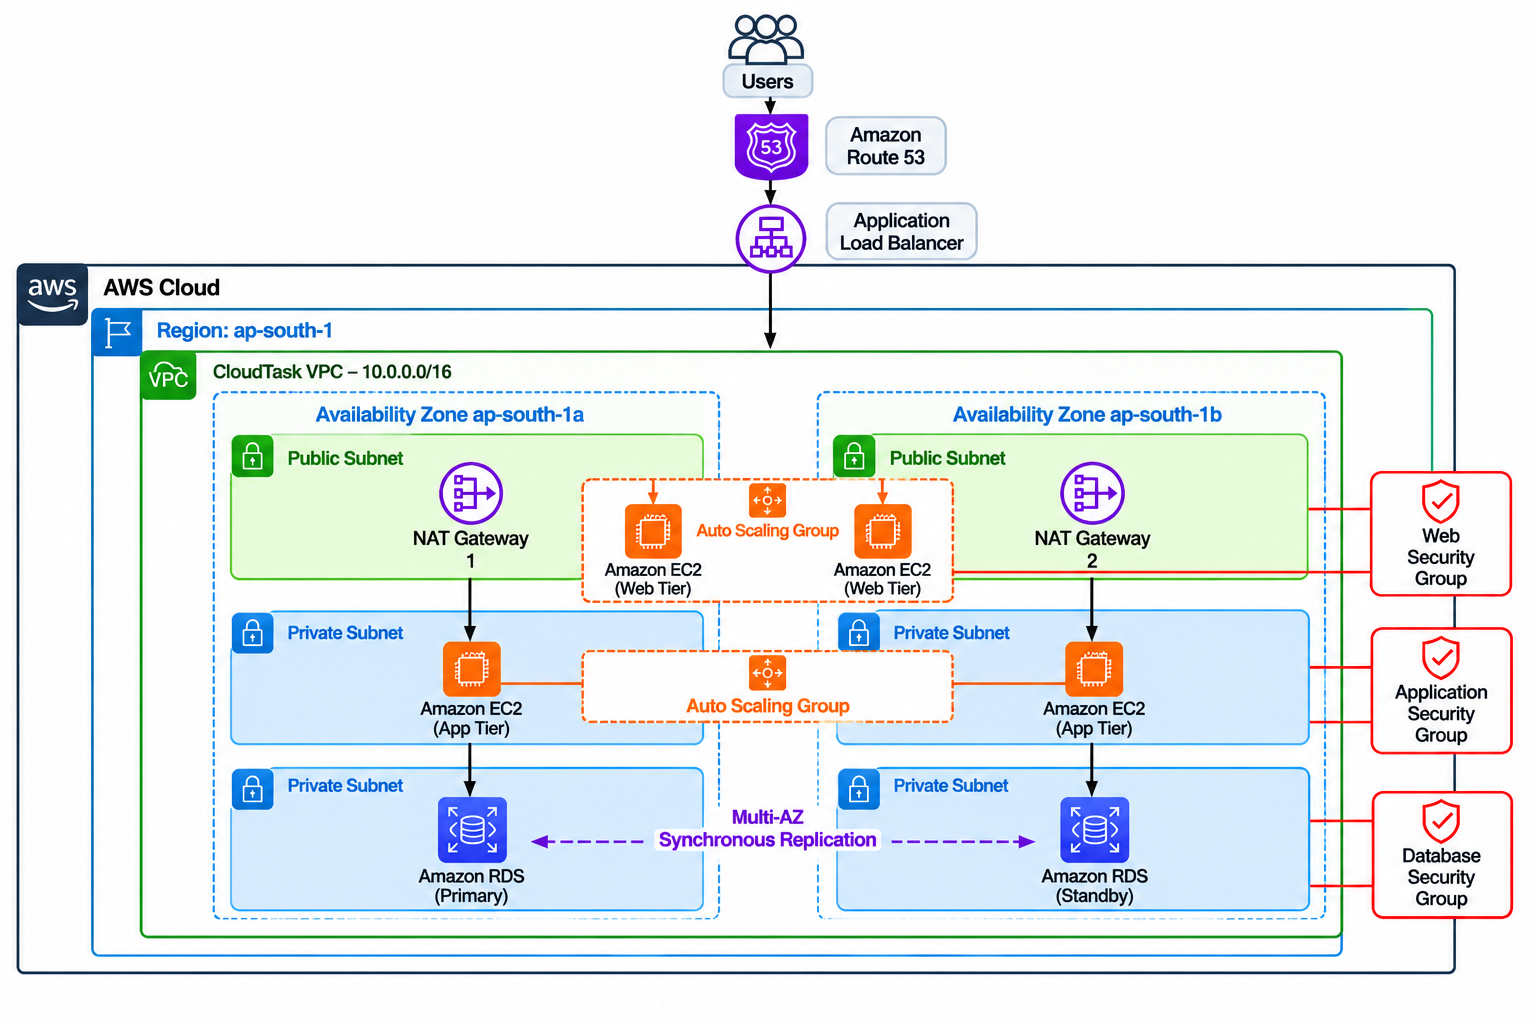 Users
53
Amazon
Route 53
Application
Load Balancer
aws
AWS Cloud
Region: ap-south-1
VPC
CloudTask VPC – 10.0.0.0/16
Availability Zone ap-south-1a
Availability Zone ap-south-1b
Public Subnet
Public Subnet
NAT Gateway
1
Auto Scaling Group
Amazon EC2
(Web Tier)
Amazon EC2
(Web Tier)
NAT Gateway
2
Web
Security
Group
Private Subnet
Private Subnet
Amazon EC2
(App Tier)
Auto Scaling Group
Amazon EC2
(App Tier)
Application
Security
Group
Private Subnet
Private Subnet
Multi-AZ
Synchronous Replication
Amazon RDS
(Primary)
Amazon RDS
(Standby)
Database
Security
Group